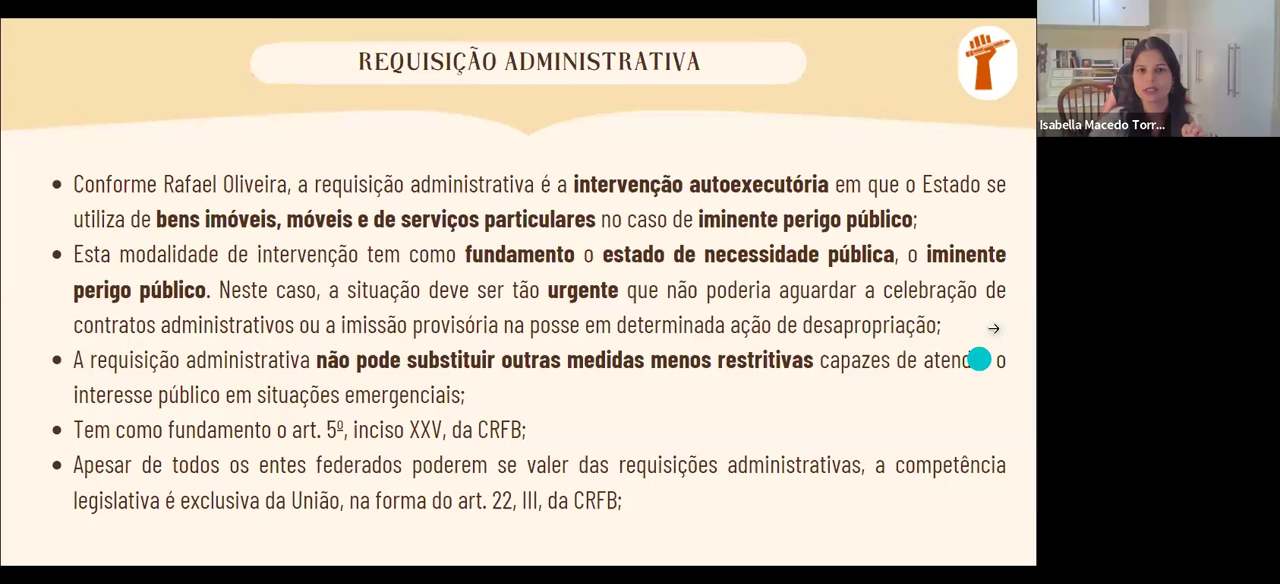 REQUISIÇÃO ADMINISTRATIVA
Isabella Macedo Torr...
• Conforme Rafael Oliveira, a requisição administrativa é a intervenção autoexecutória em que o Estado se
utiliza de bens imóveis, móveis e de serviços particulares no caso de iminente perigo público;
• Esta modalidade de intervenção tem como fundamento o estado de necessidade pública, o iminente
perigo público. Neste caso, a situação deve ser tão urgente que não poderia aguardar a celebração de
contratos administrativos ou a imissão provisória na posse em determinada ação de desapropriação;
• A requisição administrativa não pode substituir outras medidas menos restritivas capazes de o
interesse público em situações emergenciais;
• Tem como fundamento o art. 5º, inciso XXV, da CRFB;
• Apesar de todos os entes federados poderem se valer das requisições administrativas, a competência
legislativa é exclusiva da União, na forma do art. 22, III, da CRFB;